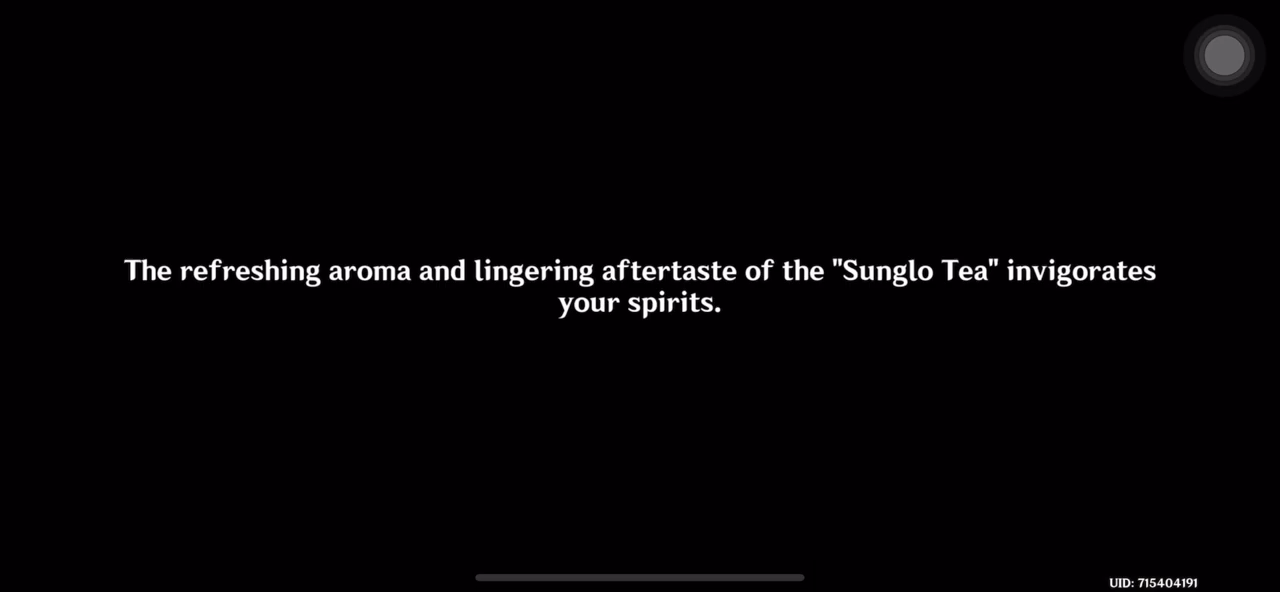 The refreshing aroma and lingering aftertaste of the "Sunglo Tea" invigorates
your spirits.
UID: 715404191